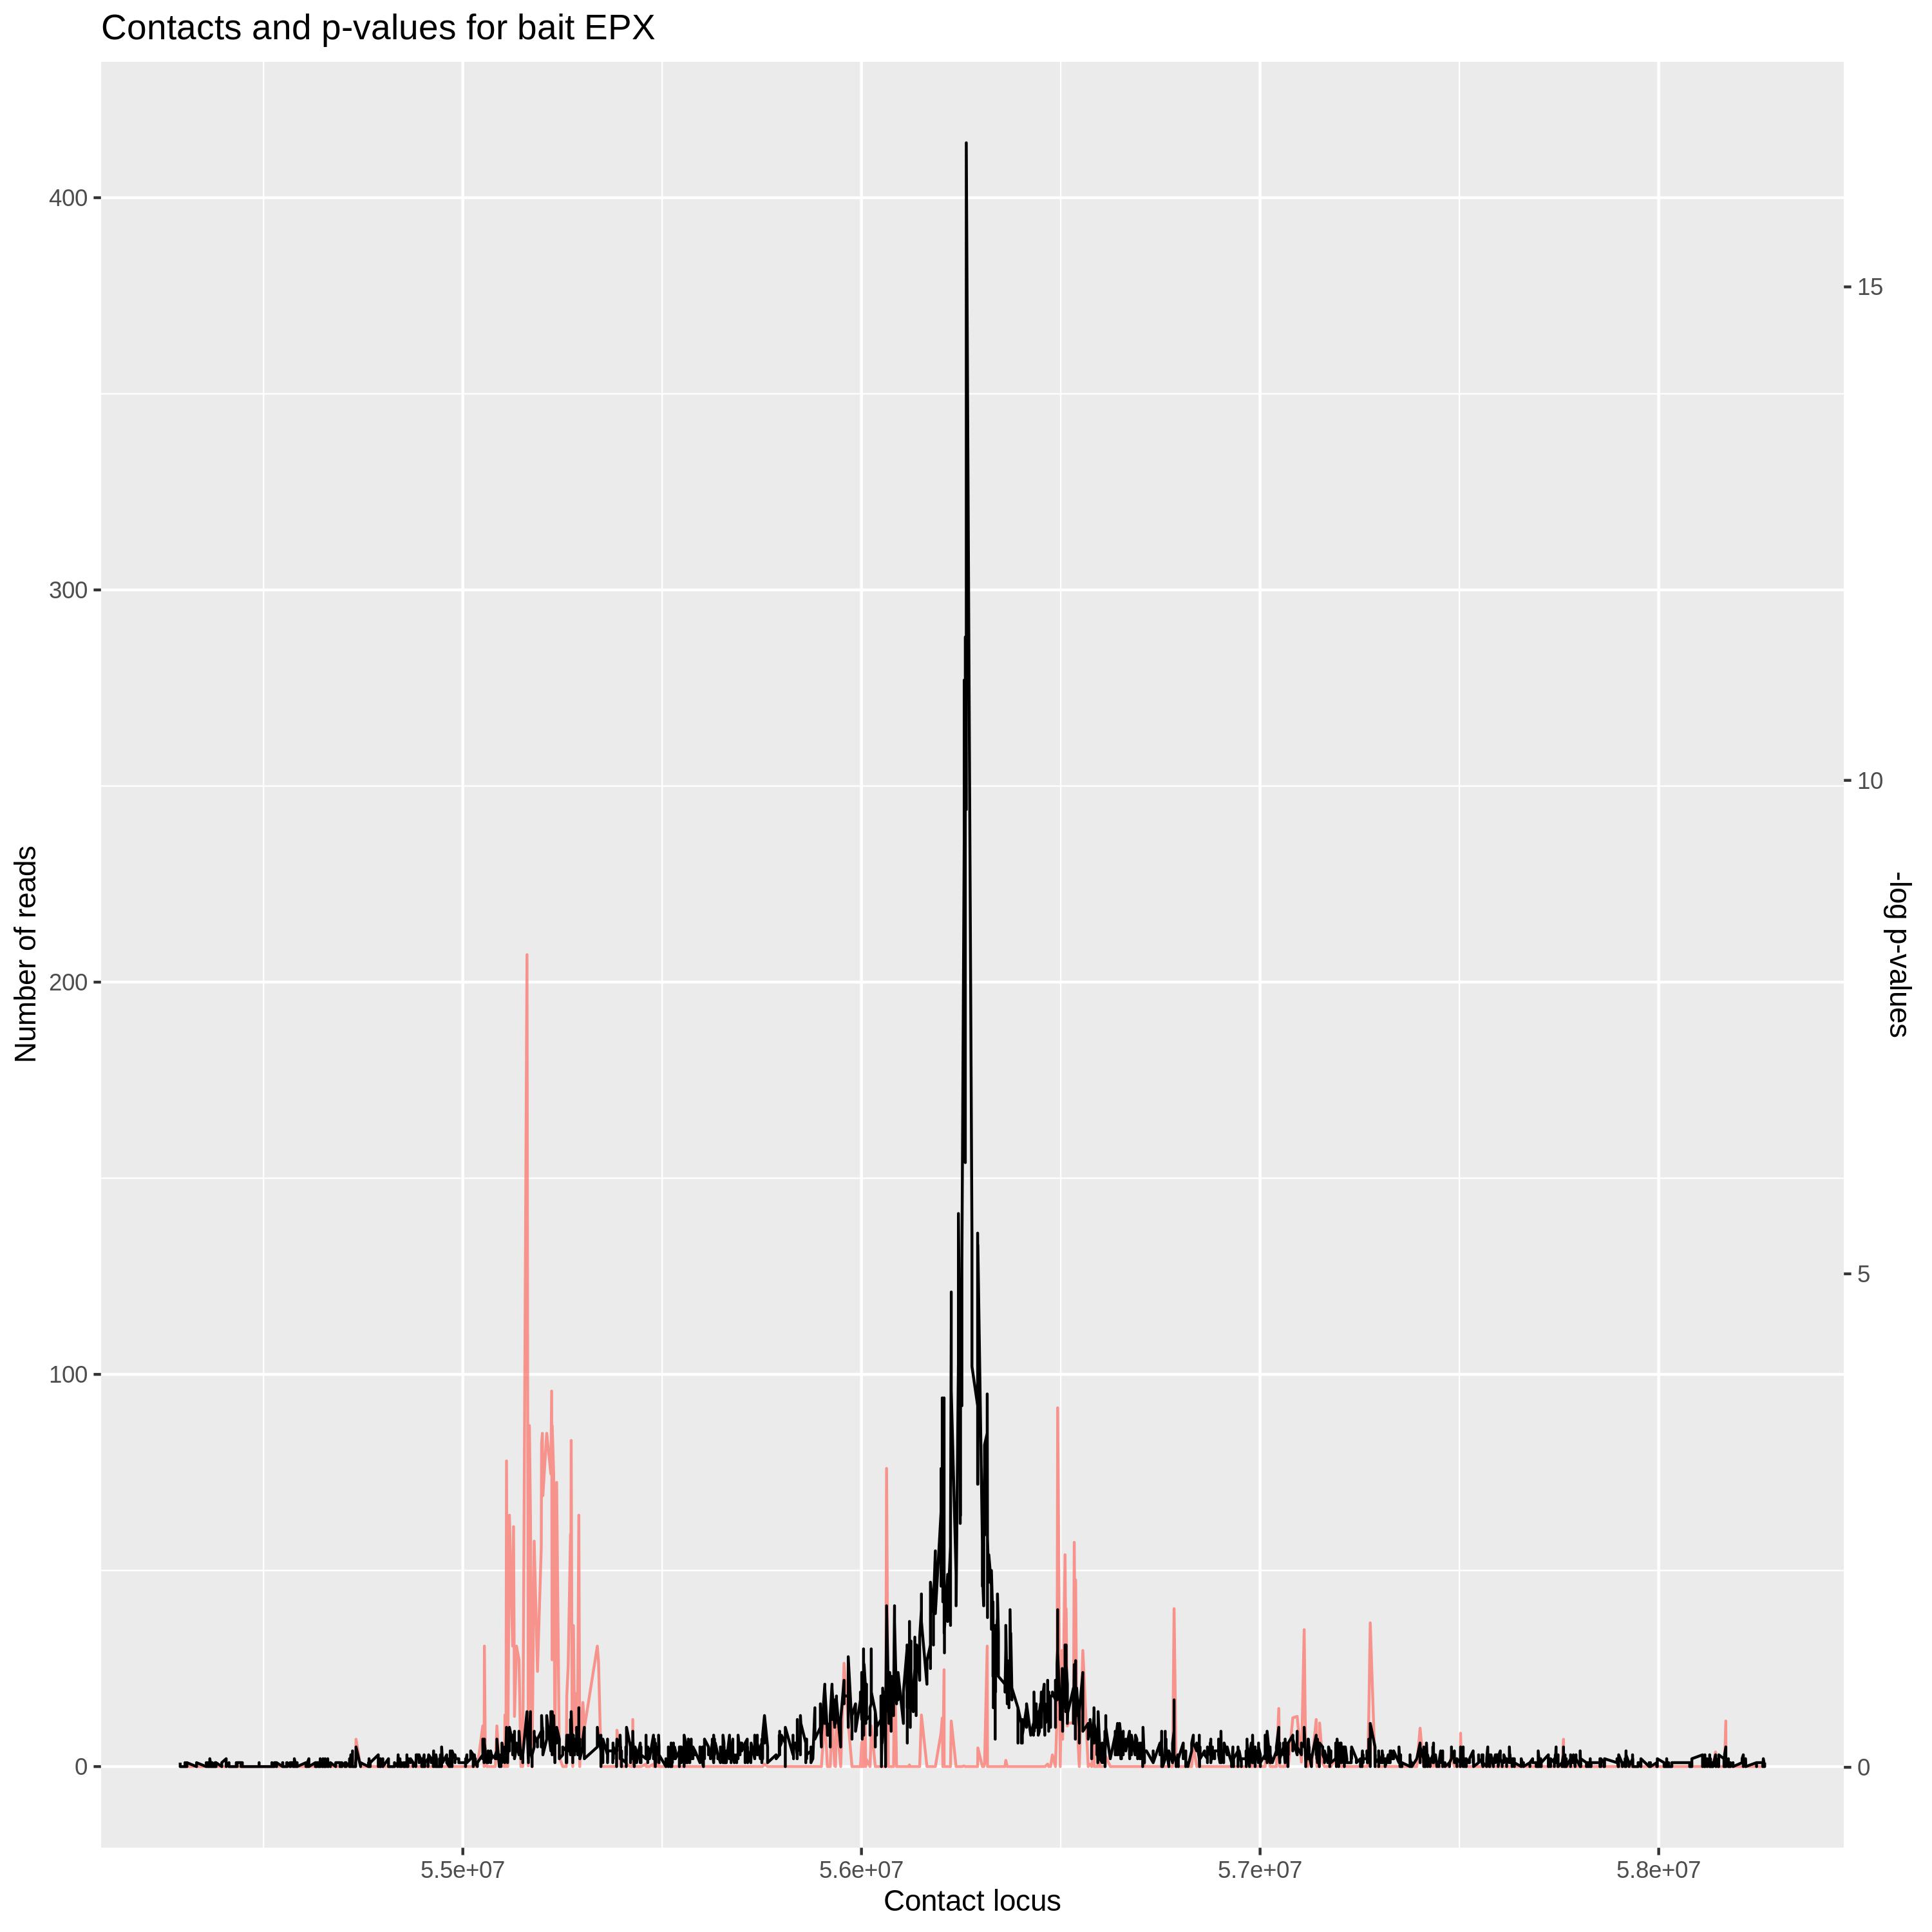 Contacts and p-values for bait EPX
400
300
200
100
0
Number of reads
15
10
5
0
-log p-values
5.5e+07
5.6e+07
5.7e+07
5.8e+07
Contact locus